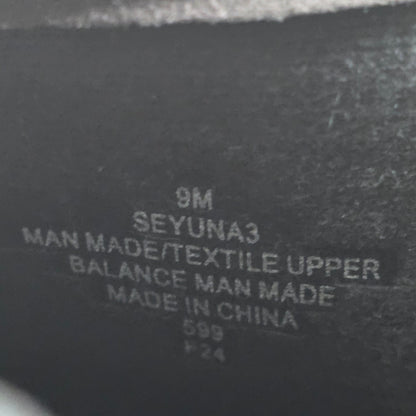 9M
SEYUNA3
MAN MADE/TEXTILE UPPER
BALANCE MAN MADE
MADE IN CHINA
599
F24